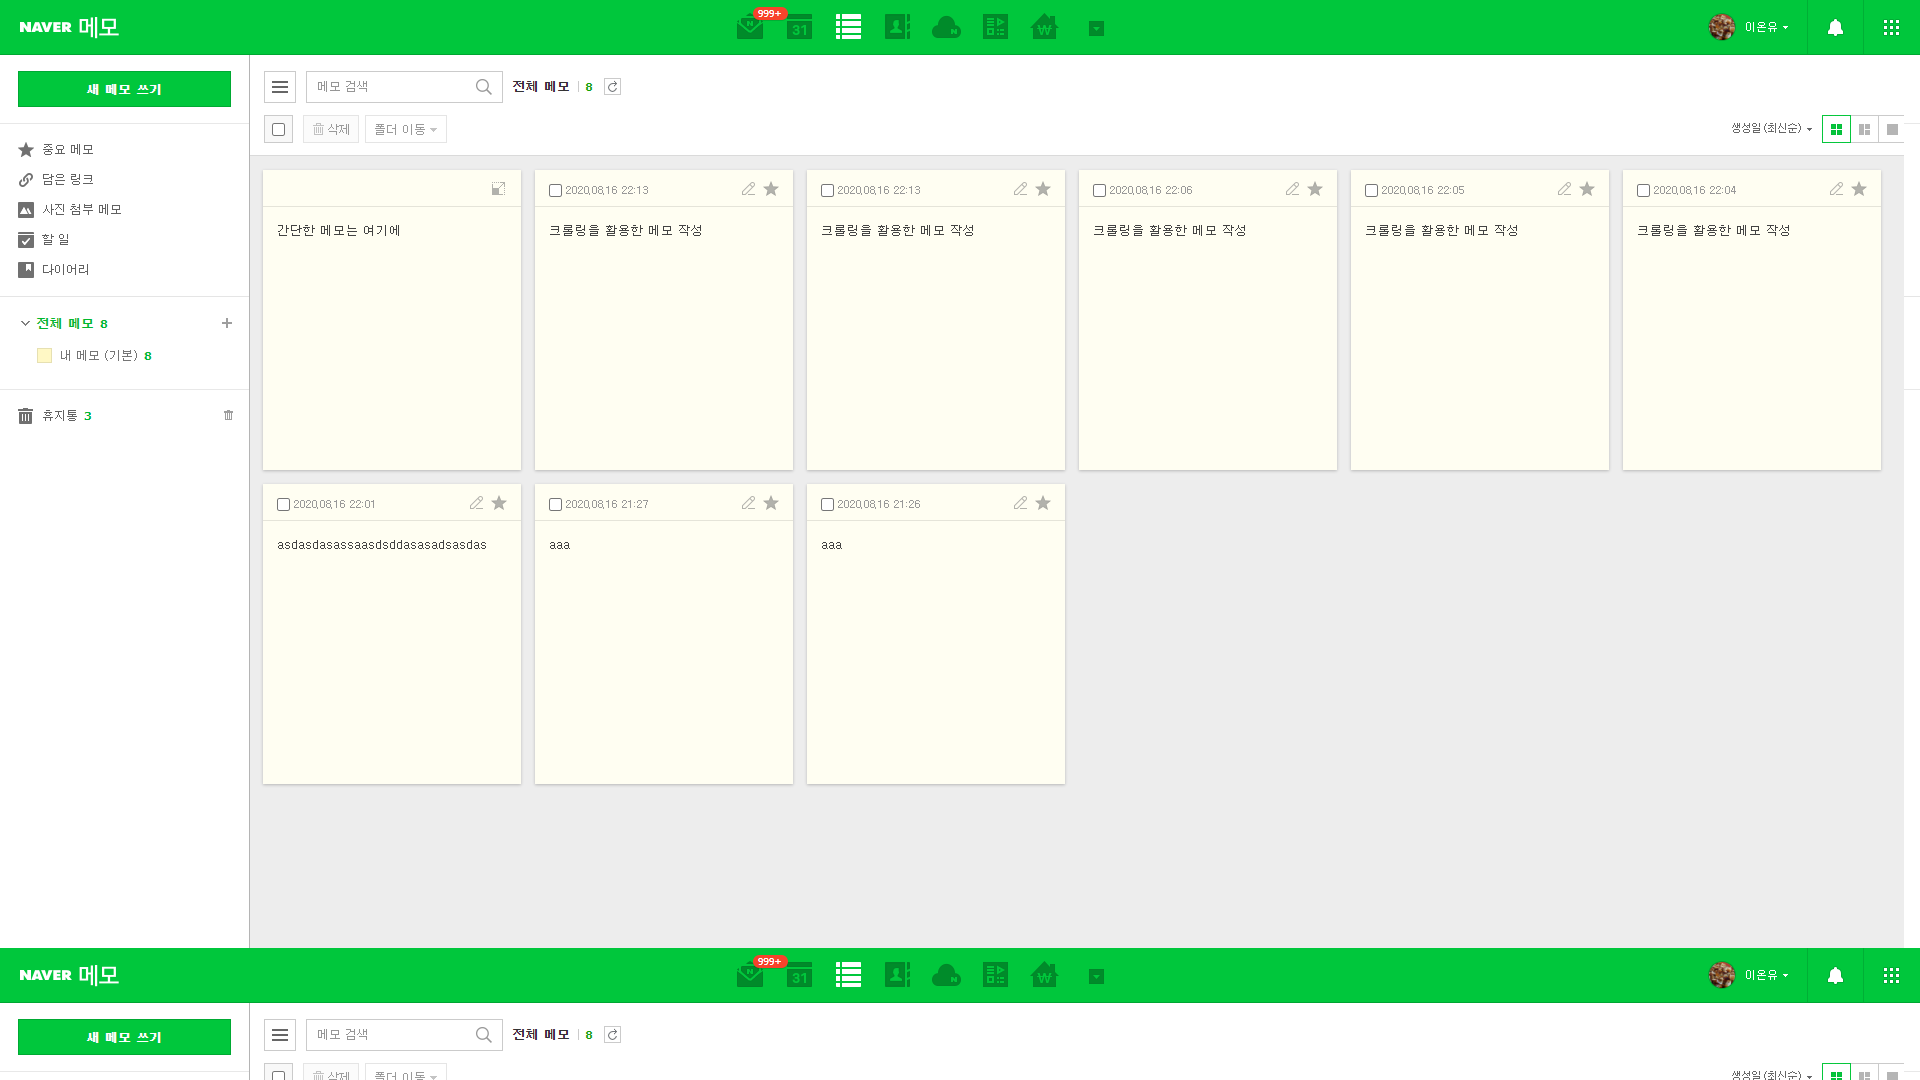 NAVER 메모
999+
31
이온유
새 메모 쓰기
메모 검색
전체 메모 8
삭제
폴더 이동
생성일 (최신순)
중요 메모
담은 링크
사진 첨부 메모
할 일
다이어리
전체 메모 8
내 메모 (기본) 8
휴지통 3
간단한 메모는 여기에
2020.08.16 22:13
크롤링을 활용한 메모 작성
2020.08.16 22:13
크롤링을 활용한 메모 작성
2020.08.16 22:06
크롤링을 활용한 메모 작성
2020.08.16 22:05
크롤링을 활용한 메모 작성
2020.08.16 22:04
크롤링을 활용한 메모 작성
2020.08.16 22:01
asdasdasassaasdsddasasadsasdas
2020.08.16 21:27
aaa
2020.08.16 21:26
aaa
NAVER 메모
999+
31
이온유
새 메모 쓰기
메모 검색
전체 메모 8
삭제
폴더 이동
생성일 (최신순)